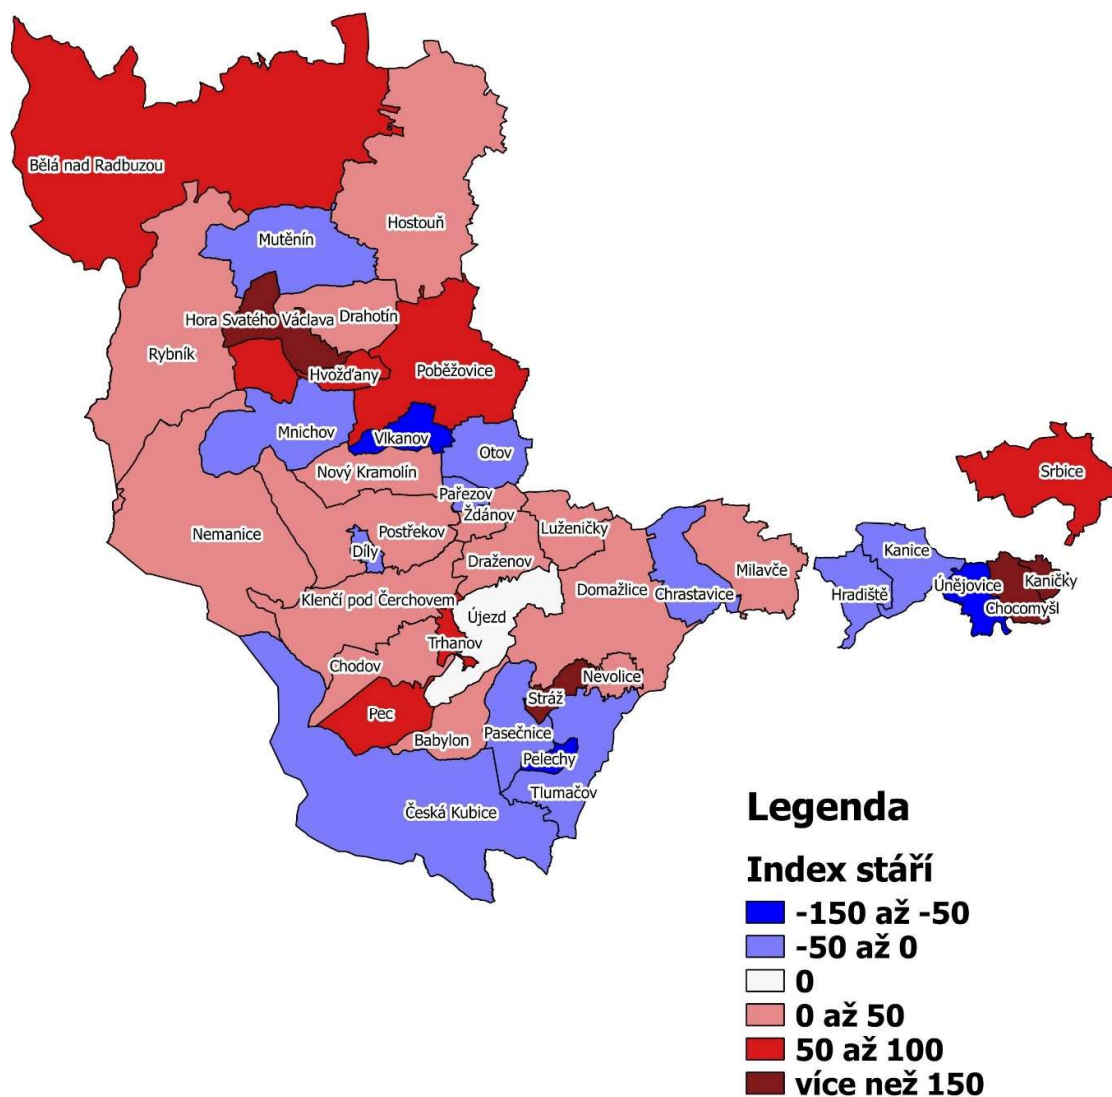 Bělá nad Radbuzou
Hostouň
Mutěnín
Hora Svatého Václava
Drahotín
Rybník
Hvožďany
Poběžovice
Mnichov
Vlkanov
Otov
Nový Kramolín
Srbice
Pařezov
Ždánov
Nemanice
Postřekov
Luženičky
Díly
Draženov
Kanice
Milavče
Domažlice
Chrastavice
Hradiště
Únějovice
Kaničky
Klenčí pod Čerchovem
Chocomyšl
Újezd
Trhanov
Chodov
Nevolice
Stráž
Pec
Babylon
Pasečnice
Pelechy
Tlumačov
Česká Kubice
Legenda
Index stáří
-150 až -50
-50 až 0
0
0 až 50
50 až 100
více než 150